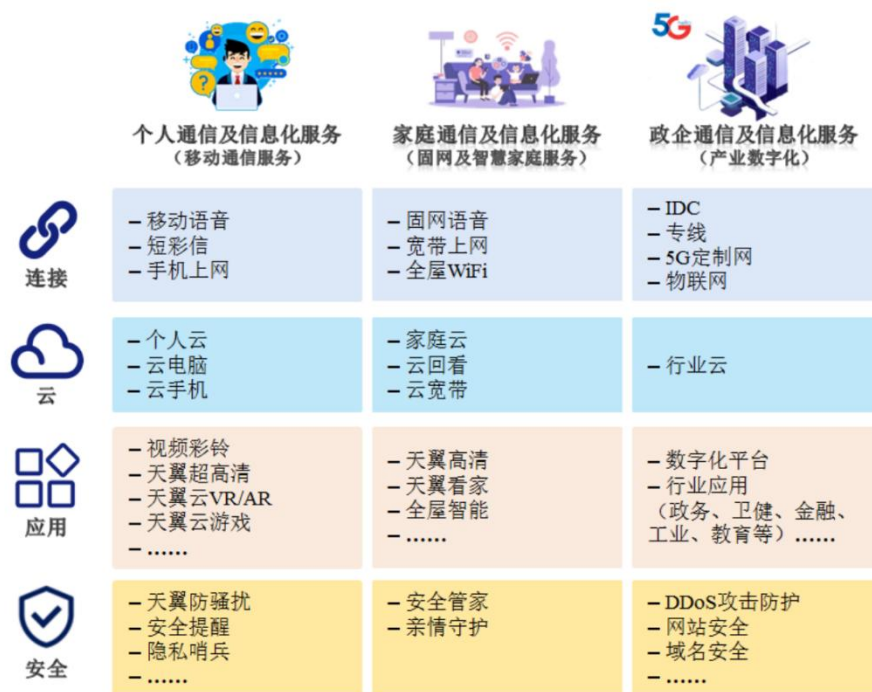 5G
个人通信及信息化服务
（移动通信服务）
家庭通信及信息化服务
（固网及智慧家庭服务）
政企通信及信息化服务
（产业数字化）
连接
– 移动语音
– 短彩信
– 手机上网
– 固网语音
– 宽带上网
– 全屋WiFi
– IDC
– 专线
– 5G定制网
– 物联网
云
– 个人云
– 云电脑
– 云手机
– 家庭云
– 云回看
– 云宽带
– 行业云
应用
– 视频彩铃
– 天翼超高清
– 天翼云VR/AR
– 天翼云游戏
– ……
– 天翼高清
– 天翼看家
– 全屋智能
– ……
– 数字化平台
– 行业应用
（政务、卫健、金融、
工业、教育等）……
安全
– 天翼防骚扰
– 安全提醒
– 隐私哨兵
– ……
– 安全管家
– 亲情守护
– DDoS攻击防护
– 网站安全
– 域名安全
– ……